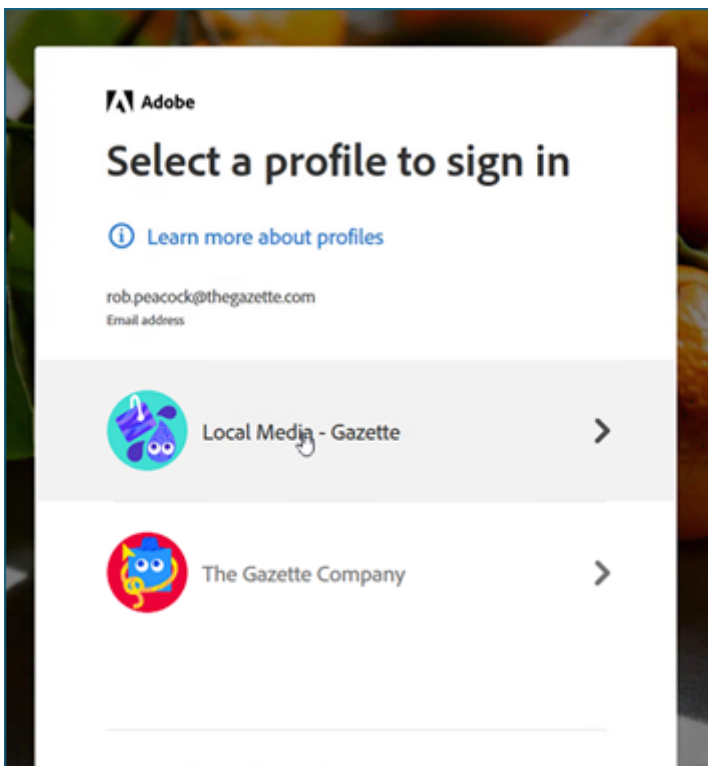 Adobe
Select a profile to sign in
Learn more about profiles
rob.peacock@thegazette.com
Email address
Local Media - Gazette
The Gazette Company